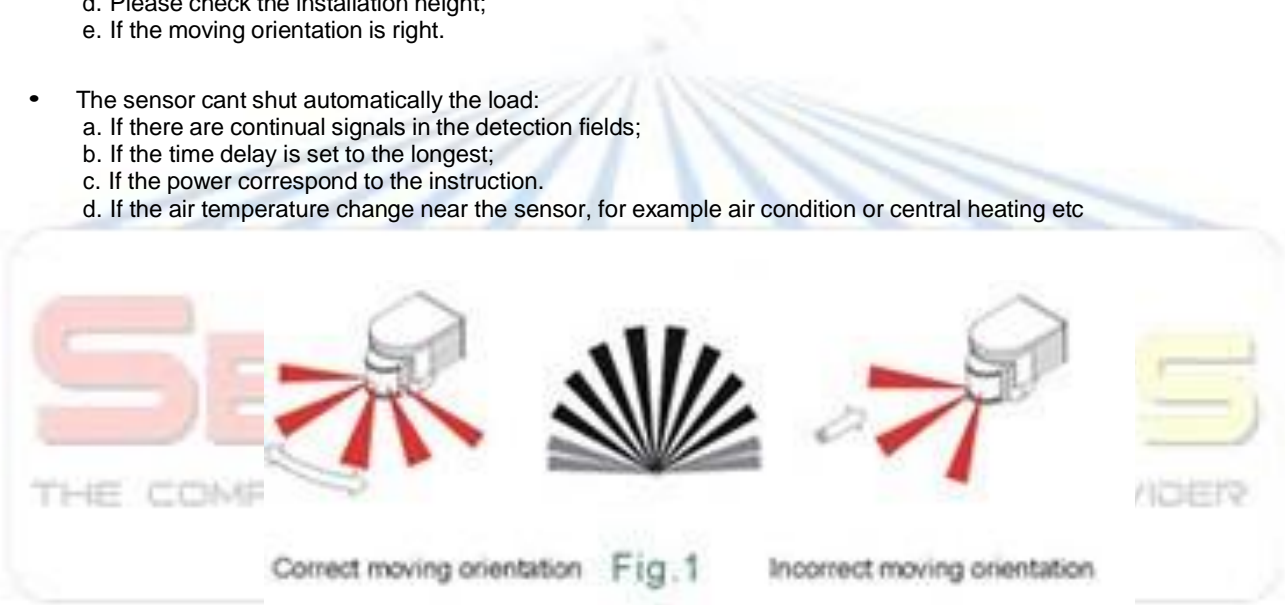 d. Please check the installation height;
e. If the moving orientation is right.
• The sensor cant shut automatically the load:
a. If there are continual signals in the detection fields;
b. If the time delay is set to the longest;
c. If the power correspond to the instruction.
d. If the air temperature change near the sensor, for example air condition or central heating etc
THE
Correct moving orientation Fig.1 Incorrect moving orientation